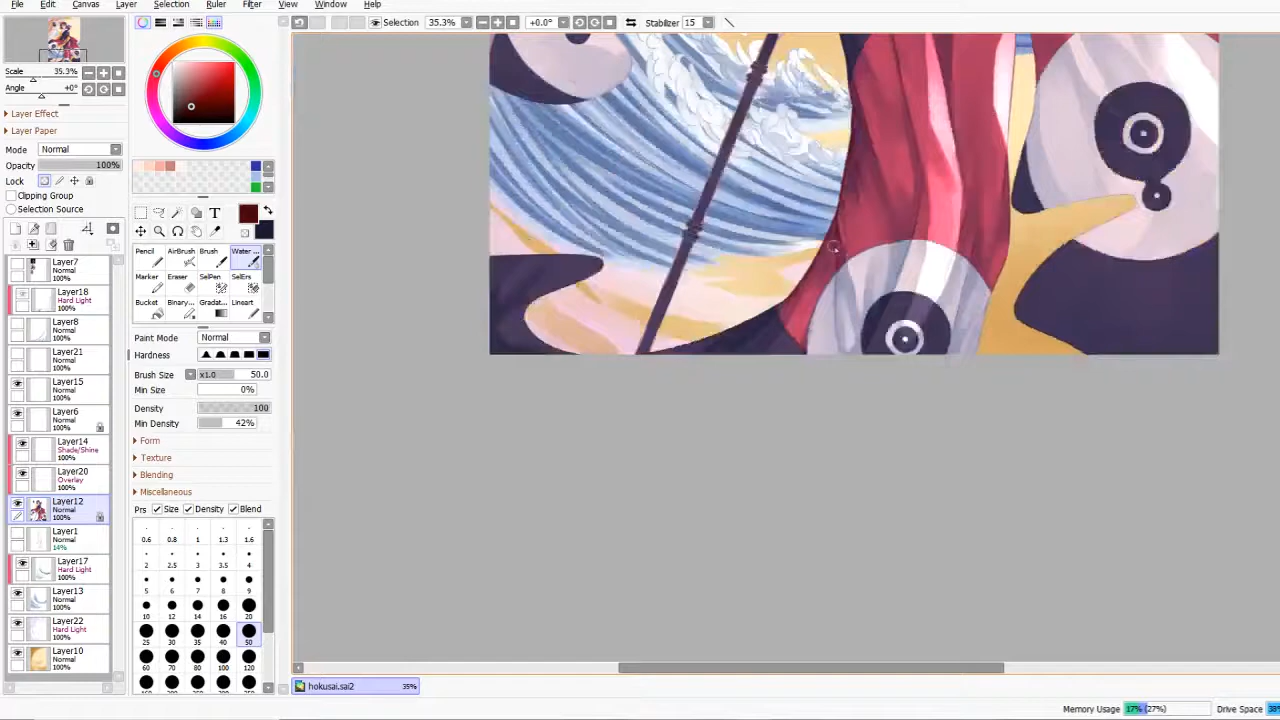 File Edit Canvas Layer Selection Ruler Filter View Window Help
Selection 35.3% +0.0° Stabilizer 15
Scale 35.3%
Angle +0°
Layer Effect
Layer Paper
Mode Normal
Opacity 100%
Lock
Clipping Group
Selection Source
Layer7
Normal
100%
Layer18
Hard Light
100%
Layer8
Normal
100%
Layer21
Normal
100%
Layer15
Normal
100%
Layer6
Normal
100%
Layer14
Shade/Shine
100%
Layer20
Overlay
100%
Layer12
Normal
100%
Layer1
Normal
14%
Layer17
Hard Light
100%
Layer13
Normal
100%
Layer22
Hard Light
100%
Layer10
Normal
100%
T
Pencil AirBrush Brush Water ...
Marker Eraser SelPen SelErs
Bucket Binary... Gradat... Lineart
Paint Mode Normal
Hardness
Brush Size x1.0 50.0
Min Size 0%
Density 100
Min Density 42%
Form
Texture
Blending
Miscellaneous
Prs Size Density Blend
0.6 0.8 1 1.3 1.6
2 2.5 3 3.5 4
5 6 7 8 9
10 12 14 16 20
25 30 35 40 50
60 70 80 100 120
hokusai.sai2 35%
Memory Usage 17% (27%) Drive Space